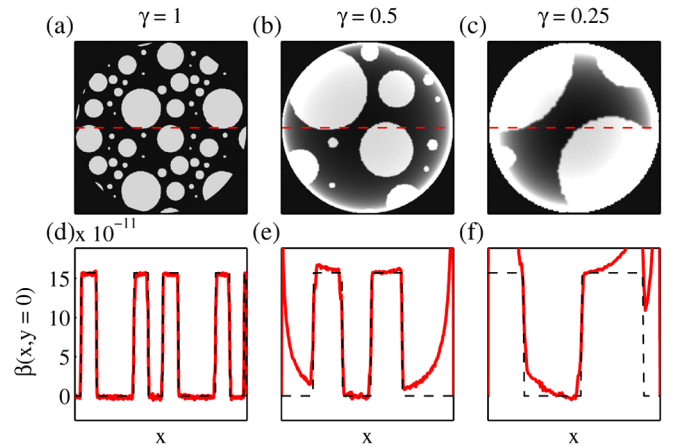 γ = 1 γ = 0.5 γ = 0.25
(a) (b) (c)
(d) x 10⁻¹¹ (e) (f)
15
10
5
0
β(x,y = 0)
x x x